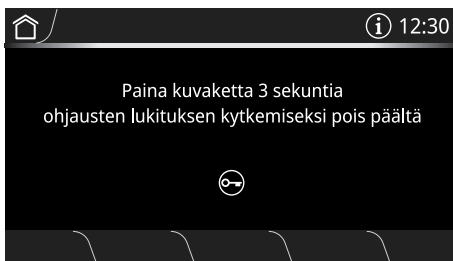 12:30
Paina kuvaketta 3 sekuntia
ohjausten lukituksen kytkemiseksi pois päältä